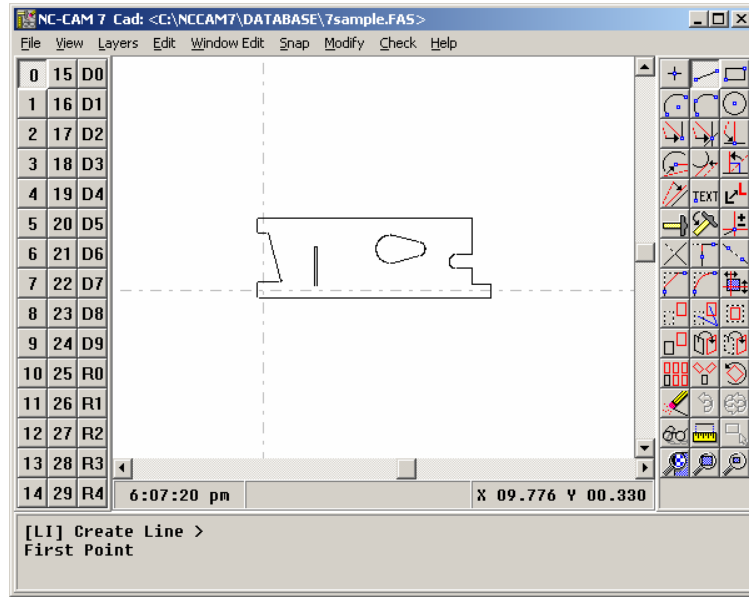 NC-CAM 7 Cad: <C:\NCCAM7\DATABASE\7sample.FAS>
File View Layers Edit Window Edit Snap Modify Check Help
0 15 D0
1 16 D1
2 17 D2
3 18 D3
4 19 D4
5 20 D5
6 21 D6
7 22 D7
8 23 D8
9 24 D9
10 25 R0
11 26 R1
12 27 R2
13 28 R3
14 29 R4
TEXT L
6:07:20 pm X 09.776 Y 00.330
[LI] Create Line >
First Point